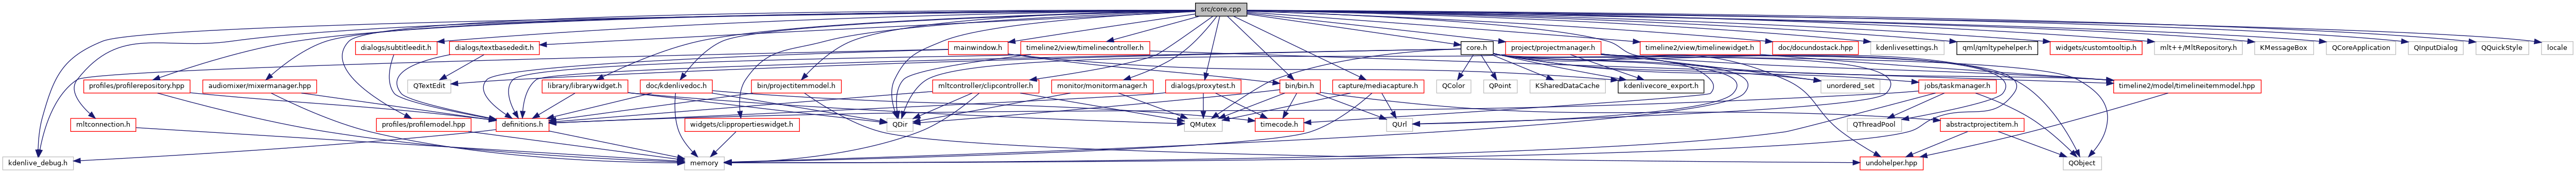 src/core.cpp
dialogs/subtitleedit.h
dialogs/textbasededit.h
mainwindow.h
timeline2/view/timelinecontroller.h
core.h
project/projectmanager.h
timeline2/view/timelinewidget.h
doc/docundostack.hpp
kdenlivesettings.h
qml/qmltypehelper.h
widgets/customtooltip.h
mlt++/MltRepository.h
KMessageBox
QCoreApplication
QInputDialog
QQuickStyle
locale
profiles/profilerepository.hpp
audiomixer/mixermanager.hpp
QTextEdit
library/librarywidget.h
doc/kdenlivedoc.h
bin/projectitemmodel.h
mltcontroller/clipcontroller.h
monitor/monitormanager.h
dialogs/proxytest.h
bin/bin.h
capture/mediacapture.h
QColor
QPoint
KSharedDataCache
kdenlivecore_export.h
unordered_set
jobs/taskmanager.h
timeline2/model/timelineitemmodel.hpp
mltconnection.h
profiles/profilemodel.hpp
definitions.h
widgets/clippropertieswidget.h
QDir
QMutex
timecode.h
QUrl
QThreadPool
abstractprojectitem.h
kdenlive_debug.h
memory
undohelper.hpp
QObject